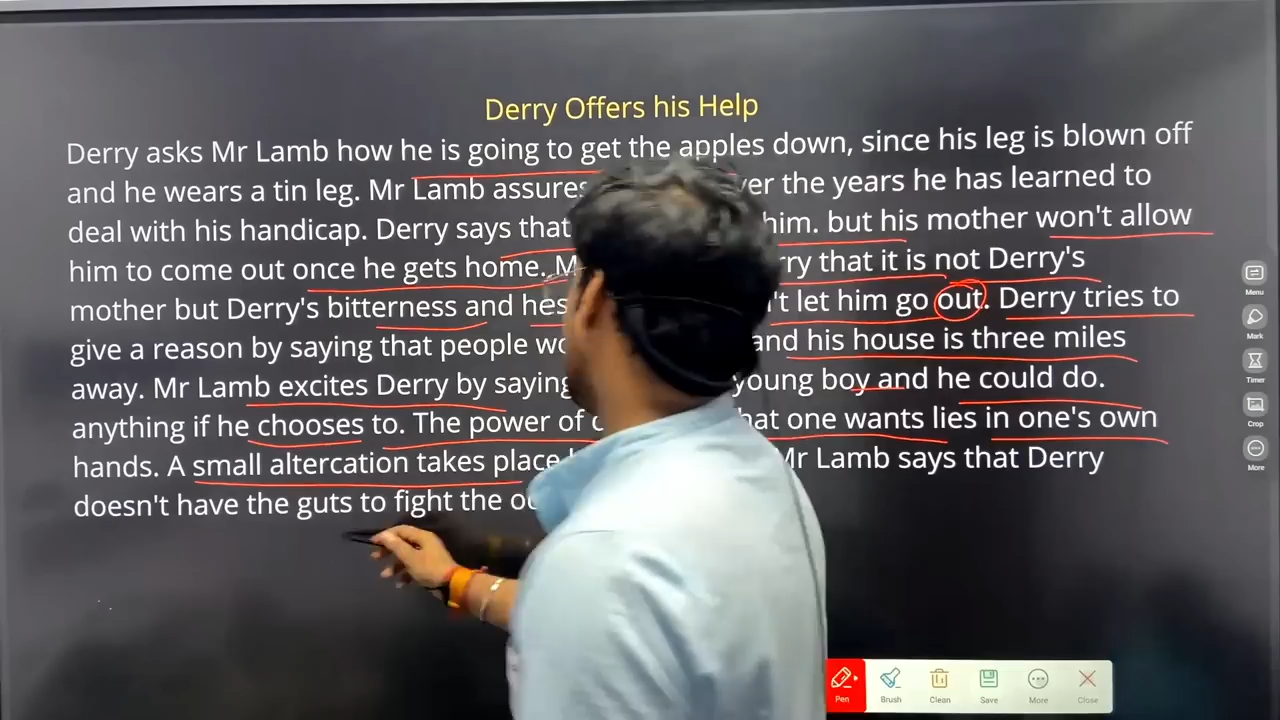 Derry Offers his Help
Derry asks Mr Lamb how he is going to get the apples down, since his leg is blown off
and he wears a tin leg. Mr Lamb assures the years he has learned to
deal with his handicap. Derry says that him. but his mother won't allow
him to come out once he gets home. that it is not Derry's
mother but Derry's bitterness and let him go out. Derry tries to
give a reason by saying that people and his house is three miles
away. Mr Lamb excites Derry by saying young boy and he could do.
anything if he chooses to. The power of one wants lies in one's own
hands. A small altercation takes place Mr Lamb says that Derry
doesn't have the guts to fight the
Menu
Mark
Timer
Crop
More
Pen
Brush
Clean
Save
More
Close